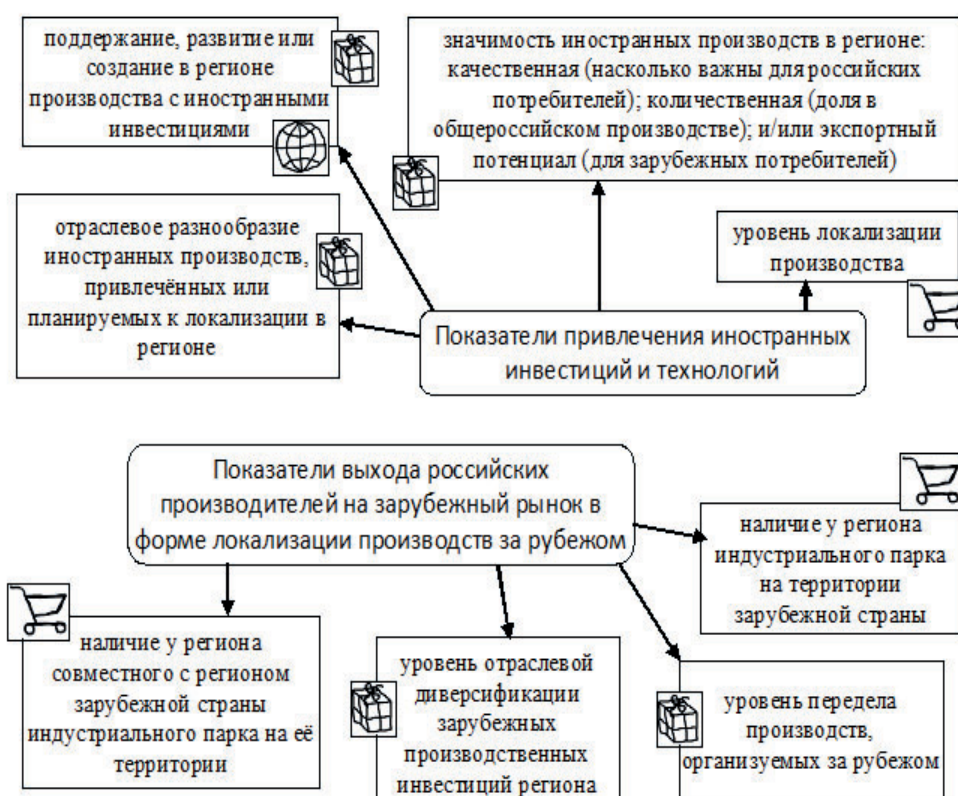 поддержание, развитие или
создание в регионе
производства с иностранными
инвестициями
значимость иностранных производств в регионе:
качественная (насколько важны для российских
потребителей); количественная (доля в
общероссийском производстве); и/или экспортный
потенциал (для зарубежных потребителей)
отраслевое разнообразие
иностранных производств,
привлечённых или
планируемых к локализации в
регионе
уровень локализации
производства
Показатели привлечения иностранных
инвестиций и технологий
Показатели выхода российских
производителей на зарубежный рынок в
форме локализации производств за рубежом
наличие у региона
индустриального парка
на территории
зарубежной страны
наличие у региона
совместного с регионом
зарубежной страны
индустриального парка на её
территории
уровень отраслевой
диверсификации
зарубежных
производственных
инвестиций региона
уровень передела
производств,
организуемых за рубежом